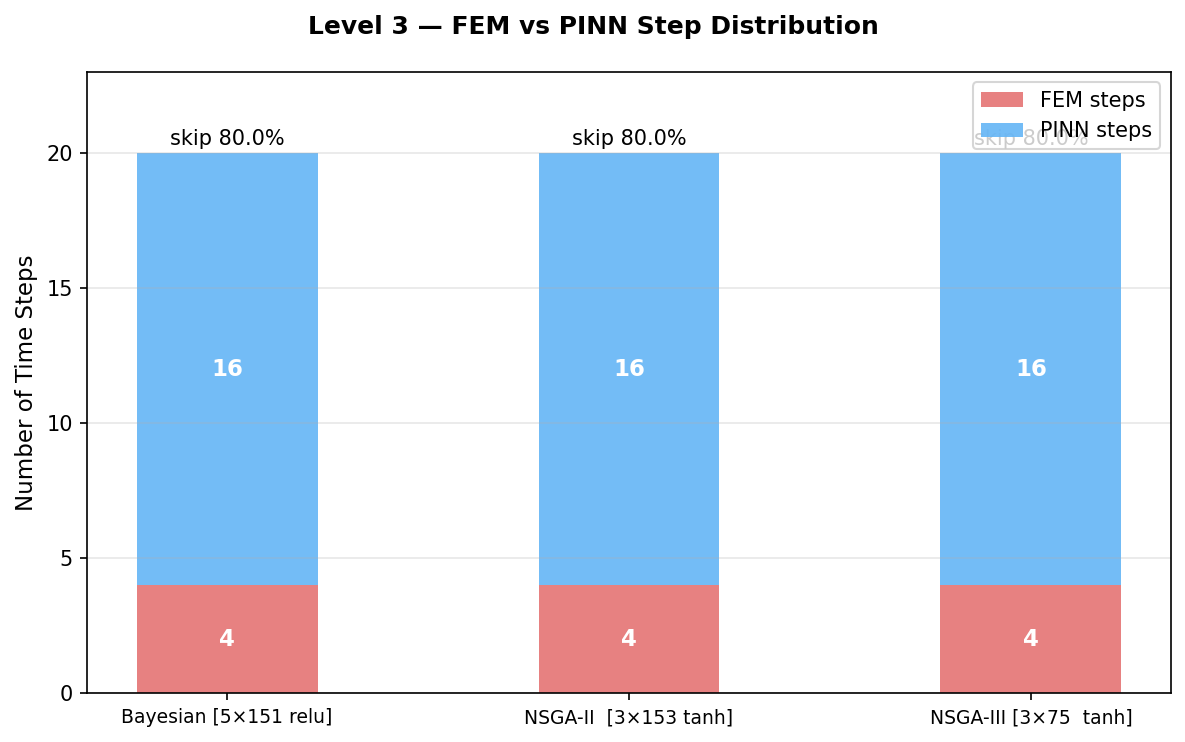 Level 3 — FEM vs PINN Step Distribution
FEM steps
PINN steps
skip 80.0%
skip 80.0%
skip 80.0%
Number of Time Steps
20
15
10
5
0
16
16
16
4
4
4
Bayesian [5×151 relu]
NSGA-II  [3×153 tanh]
NSGA-III [3×75  tanh]